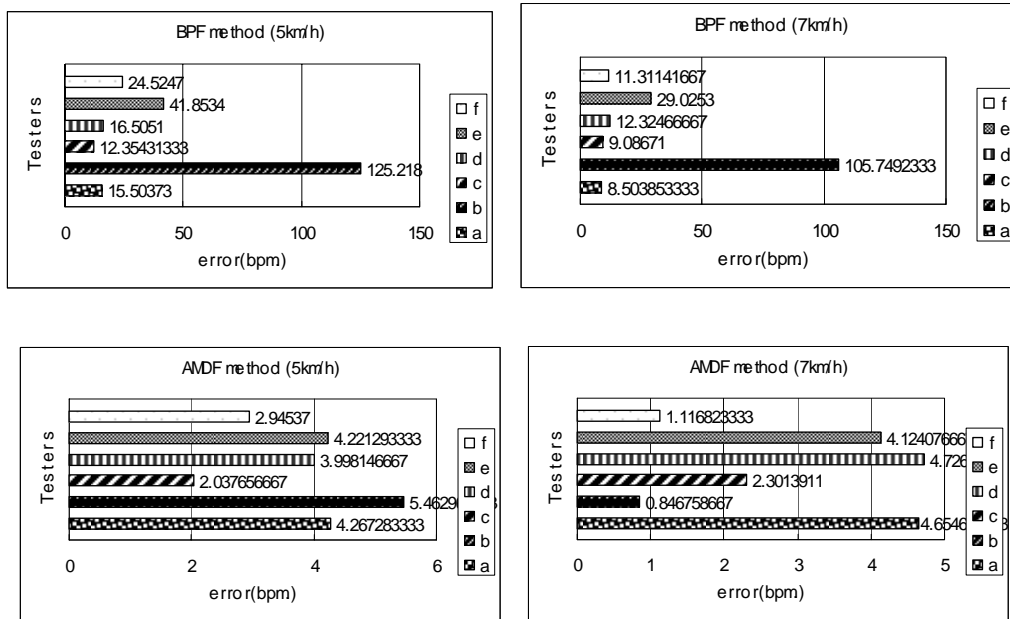 BPF method (5km/h)
Testers
24.5247
41.8534
16.5051
12.35431333
125.218
15.50373
0 50 100 150
error(bpm)
f
e
d
c
b
a
BPF method (7km/h)
Testers
11.31141667
29.0253
12.32466667
9.08671
105.7492333
8.503853333
0 50 100 150
error(bpm)
f
e
d
c
b
a
AMDF method (5km/h)
Testers
2.94537
4.221293333
3.998146667
2.037656667
4.267283333
0 2 4 6
error(bpm)
f
e
d
c
b
a
AMDF method (7km/h)
Testers
1.116823333
4.12407666
4.726
2.3013911
0.846758667
0 1 2 3 4 5
error(bpm)
f
e
d
c
b
a